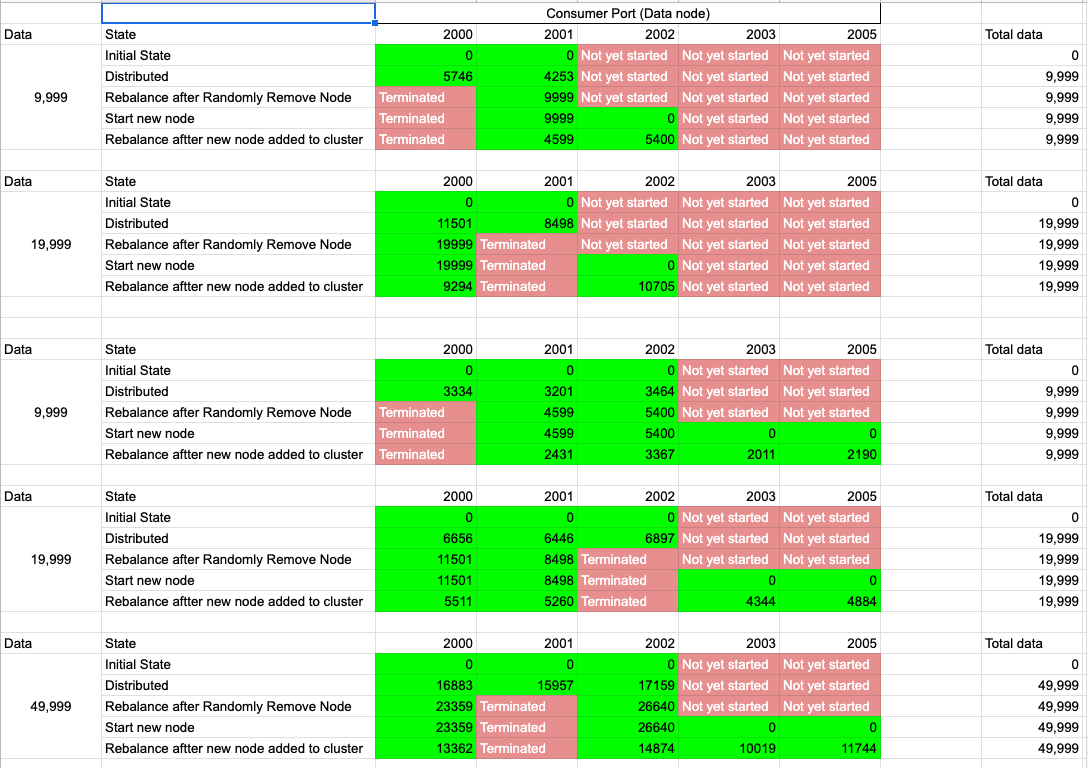 Consumer Port (Data node)
Data State 2000 2001 2002 2003 2005 Total data
Initial State 0 0 Not yet started Not yet started Not yet started 0
Distributed 5746 4253 Not yet started Not yet started Not yet started 9,999
9,999 Rebalance after Randomly Remove Node Terminated 9999 Not yet started Not yet started Not yet started 9,999
Start new node Terminated 9999 0 Not yet started Not yet started 9,999
Rebalance aftter new node added to cluster Terminated 4599 5400 Not yet started Not yet started 9,999
Data State 2000 2001 2002 2003 2005 Total data
Initial State 0 0 Not yet started Not yet started Not yet started 0
Distributed 11501 8498 Not yet started Not yet started Not yet started 19,999
19,999 Rebalance after Randomly Remove Node 19999 Terminated Not yet started Not yet started Not yet started 19,999
Start new node 19999 Terminated 0 Not yet started Not yet started 19,999
Rebalance aftter new node added to cluster 9294 Terminated 10705 Not yet started Not yet started 19,999
Data State 2000 2001 2002 2003 2005 Total data
Initial State 0 0 0 Not yet started Not yet started 0
Distributed 3334 3201 3464 Not yet started Not yet started 9,999
9,999 Rebalance after Randomly Remove Node Terminated 4599 5400 Not yet started Not yet started 9,999
Start new node Terminated 4599 5400 0 0 9,999
Rebalance aftter new node added to cluster Terminated 2431 3367 2011 2190 9,999
Data State 2000 2001 2002 2003 2005 Total data
Initial State 0 0 0 Not yet started Not yet started 0
Distributed 6656 6446 6897 Not yet started Not yet started 19,999
19,999 Rebalance after Randomly Remove Node 11501 8498 Terminated Not yet started Not yet started 19,999
Start new node 11501 8498 Terminated 0 0 19,999
Rebalance aftter new node added to cluster 5511 5260 Terminated 4344 4884 19,999
Data State 2000 2001 2002 2003 2005 Total data
Initial State 0 0 0 Not yet started Not yet started 0
Distributed 16883 15957 17159 Not yet started Not yet started 49,999
49,999 Rebalance after Randomly Remove Node 23359 Terminated 26640 Not yet started Not yet started 49,999
Start new node 23359 Terminated 26640 0 0 49,999
Rebalance aftter new node added to cluster 13362 Terminated 14874 10019 11744 49,999